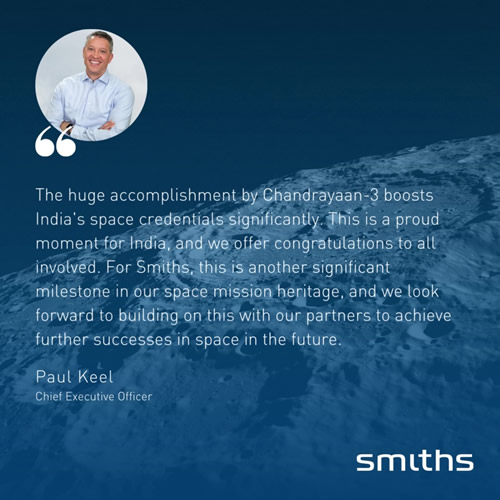 The huge accomplishment by Chandrayaan-3 boosts
India's space credentials significantly. This is a proud
moment for India, and we offer congratulations to all
involved. For Smiths, this is another significant
milestone in our space mission heritage, and we look
forward to building on this with our partners to achieve
further successes in space in the future.
Paul Keel
Chief Executive Officer
smiths